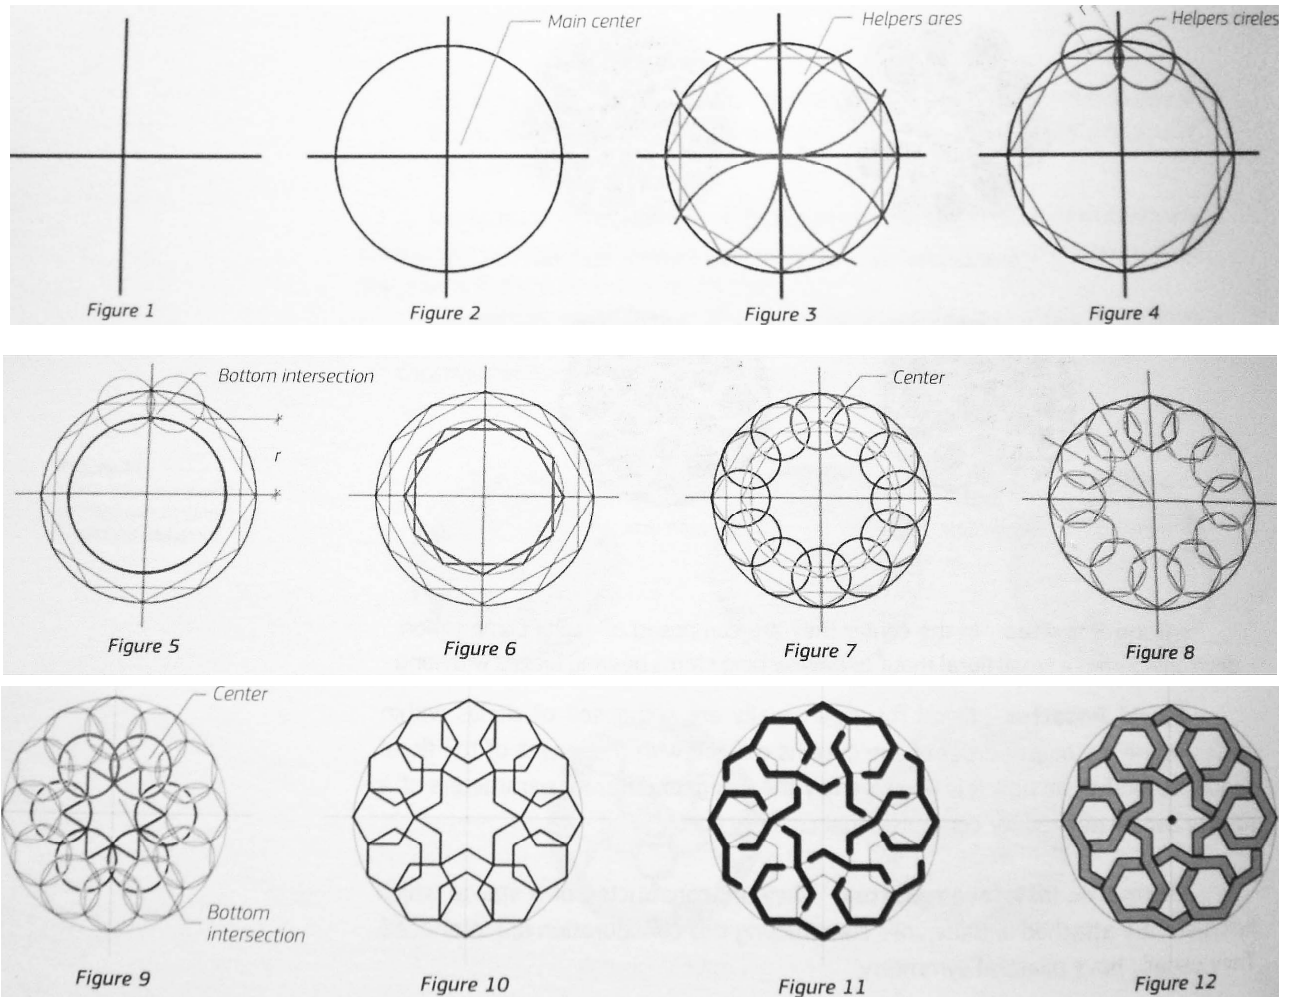 Main center
Helpers ares
r
Helpers cireles
Figure 1
Figure 2
Figure 3
Figure 4
Bottom intersection
r
Center
Figure 5
Figure 6
Figure 7
Figure 8
Center
Bottom
intersection
Figure 9
Figure 10
Figure 11
Figure 12